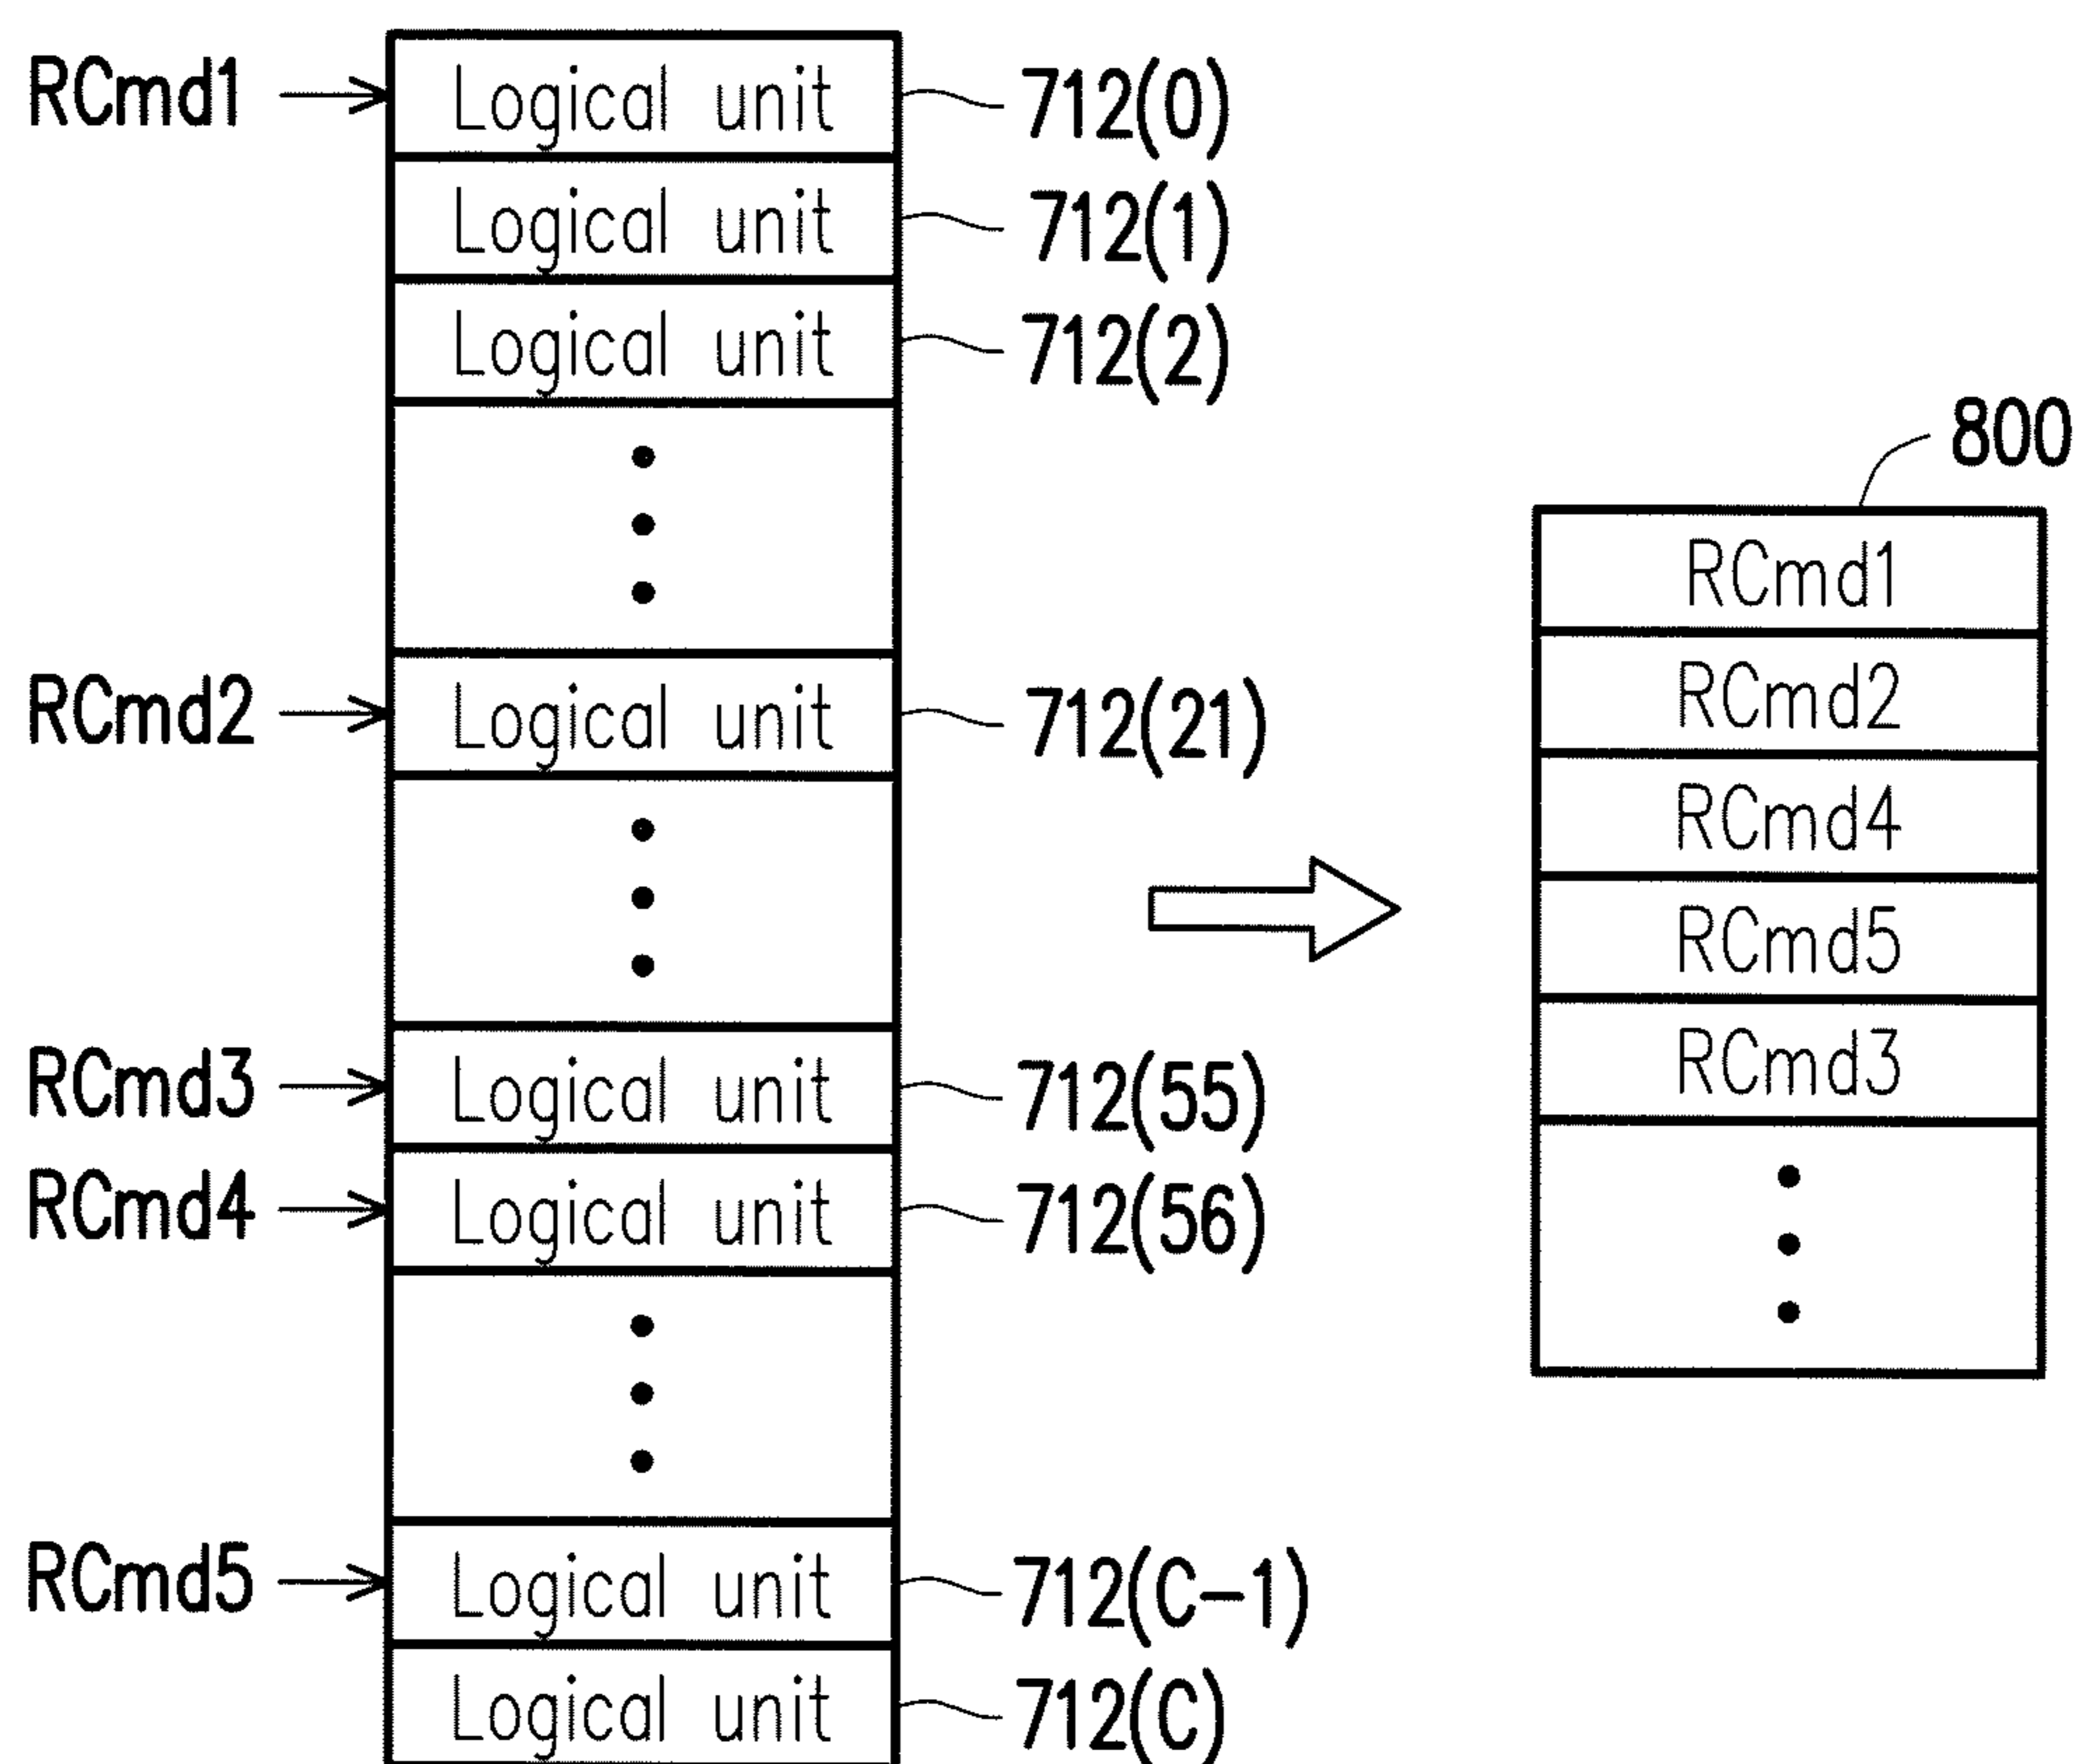 RCmd1 Logical unit 712(0)
Logical unit 712(1)
Logical unit 712(2)
RCmd2 Logical unit 712(21)
RCmd3 Logical unit 712(55)
RCmd4 Logical unit 712(56)
RCmd5 Logical unit 712(C-1)
Logical unit 712(C)
800
RCmd1
RCmd2
RCmd4
RCmd5
RCmd3